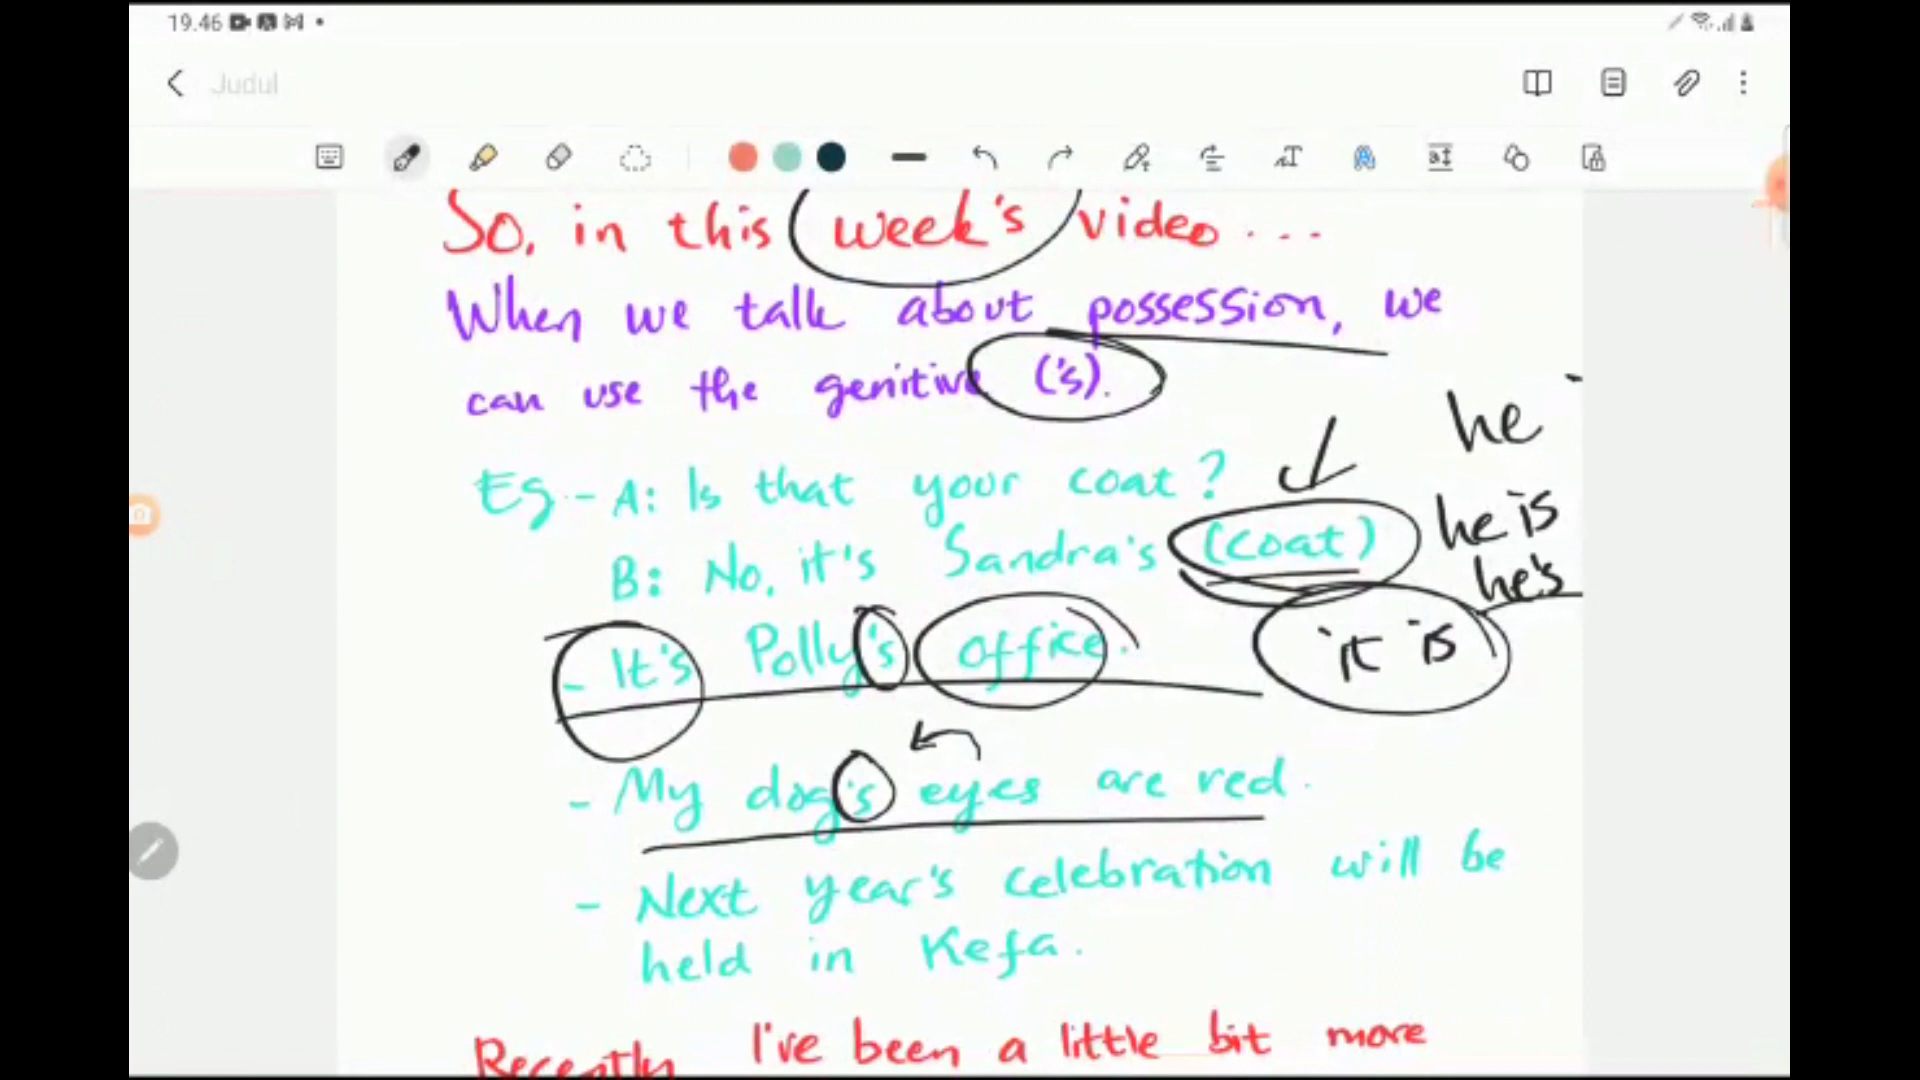 19.46
Judul
So, in this week's video...
When we talk about possession, we
can use the genitive ('s).
he
Eg - A: Is that your coat?
he is
B: No, it's Sandra's (coat)
he's
- It's Polly's office.
it is
- My dog's eyes are red.
- Next year's celebration will be
held in Kefa.
Recently I've been a little bit more